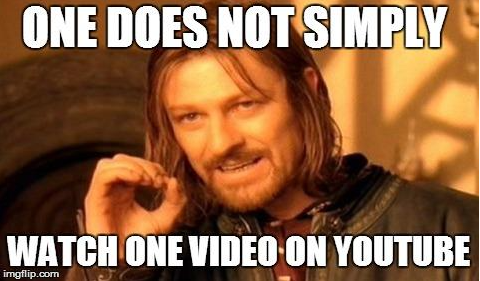 ONE DOES NOT SIMPLY
WATCH ONE VIDEO ON YOUTUBE
imgflip.com